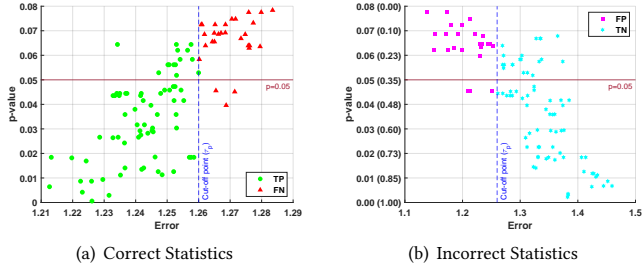 0.08
0.07
0.06
0.05
0.04
0.03
0.02
0.01
0
p-value
1.21 1.22 1.23 1.24 1.25 1.26 1.27 1.28 1.29
Error
p=0.05
Cut-off point (τp)
TP
FN
(a) Correct Statistics
0.08 (0.00)
0.07 (0.10)
0.06 (0.23)
0.05 (0.35)
0.04 (0.48)
0.03 (0.60)
0.02 (0.73)
0.01 (0.85)
0.00 (1.00)
p-value
1.1 1.2 1.3 1.4 1.5
Error
p=0.05
Cut-off point (τp)
FP
TN
(b) Incorrect Statistics